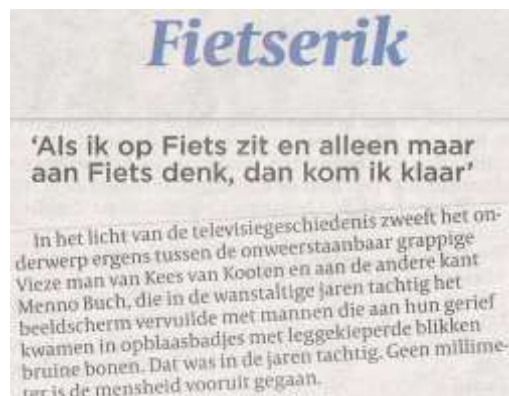 Fietserik
‘Als ik op Fiets zit en alleen maar
aan Fiets denk, dan kom ik klaar’
In het licht van de televisiegeschiedenis zweeft het on-
derwerp ergens tussen de onweerstaanbaar grappige
Vieze man van Kees van Kooten en aan de andere kant
Menno Buch, die in de wanstaltige jaren tachtig het
beeldscherm vervuilde met mannen die aan hun gerief
kwamen in opblaasbadjes met leggekieperde blikken
bruine bonen. Dat was in de jaren tachtig. Geen millime-
ter is de mensheid vooruit gegaan.